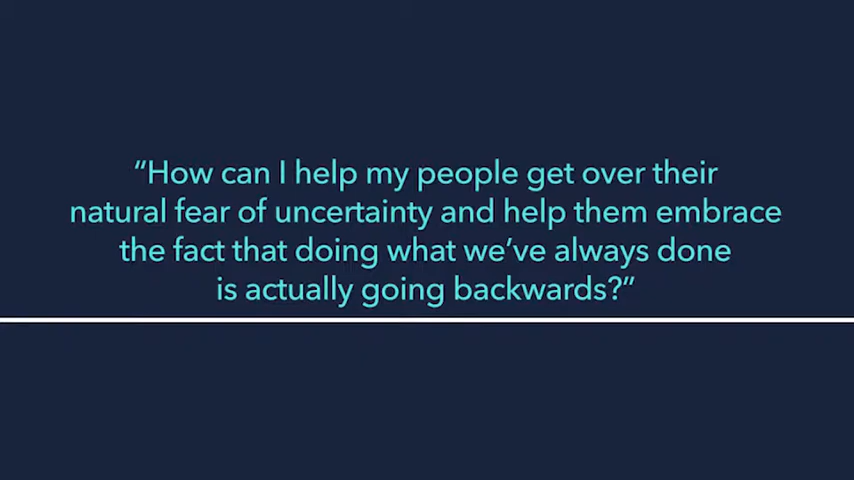 “How can I help my people get over their
natural fear of uncertainty and help them embrace
the fact that doing what we’ve always done
is actually going backwards?”